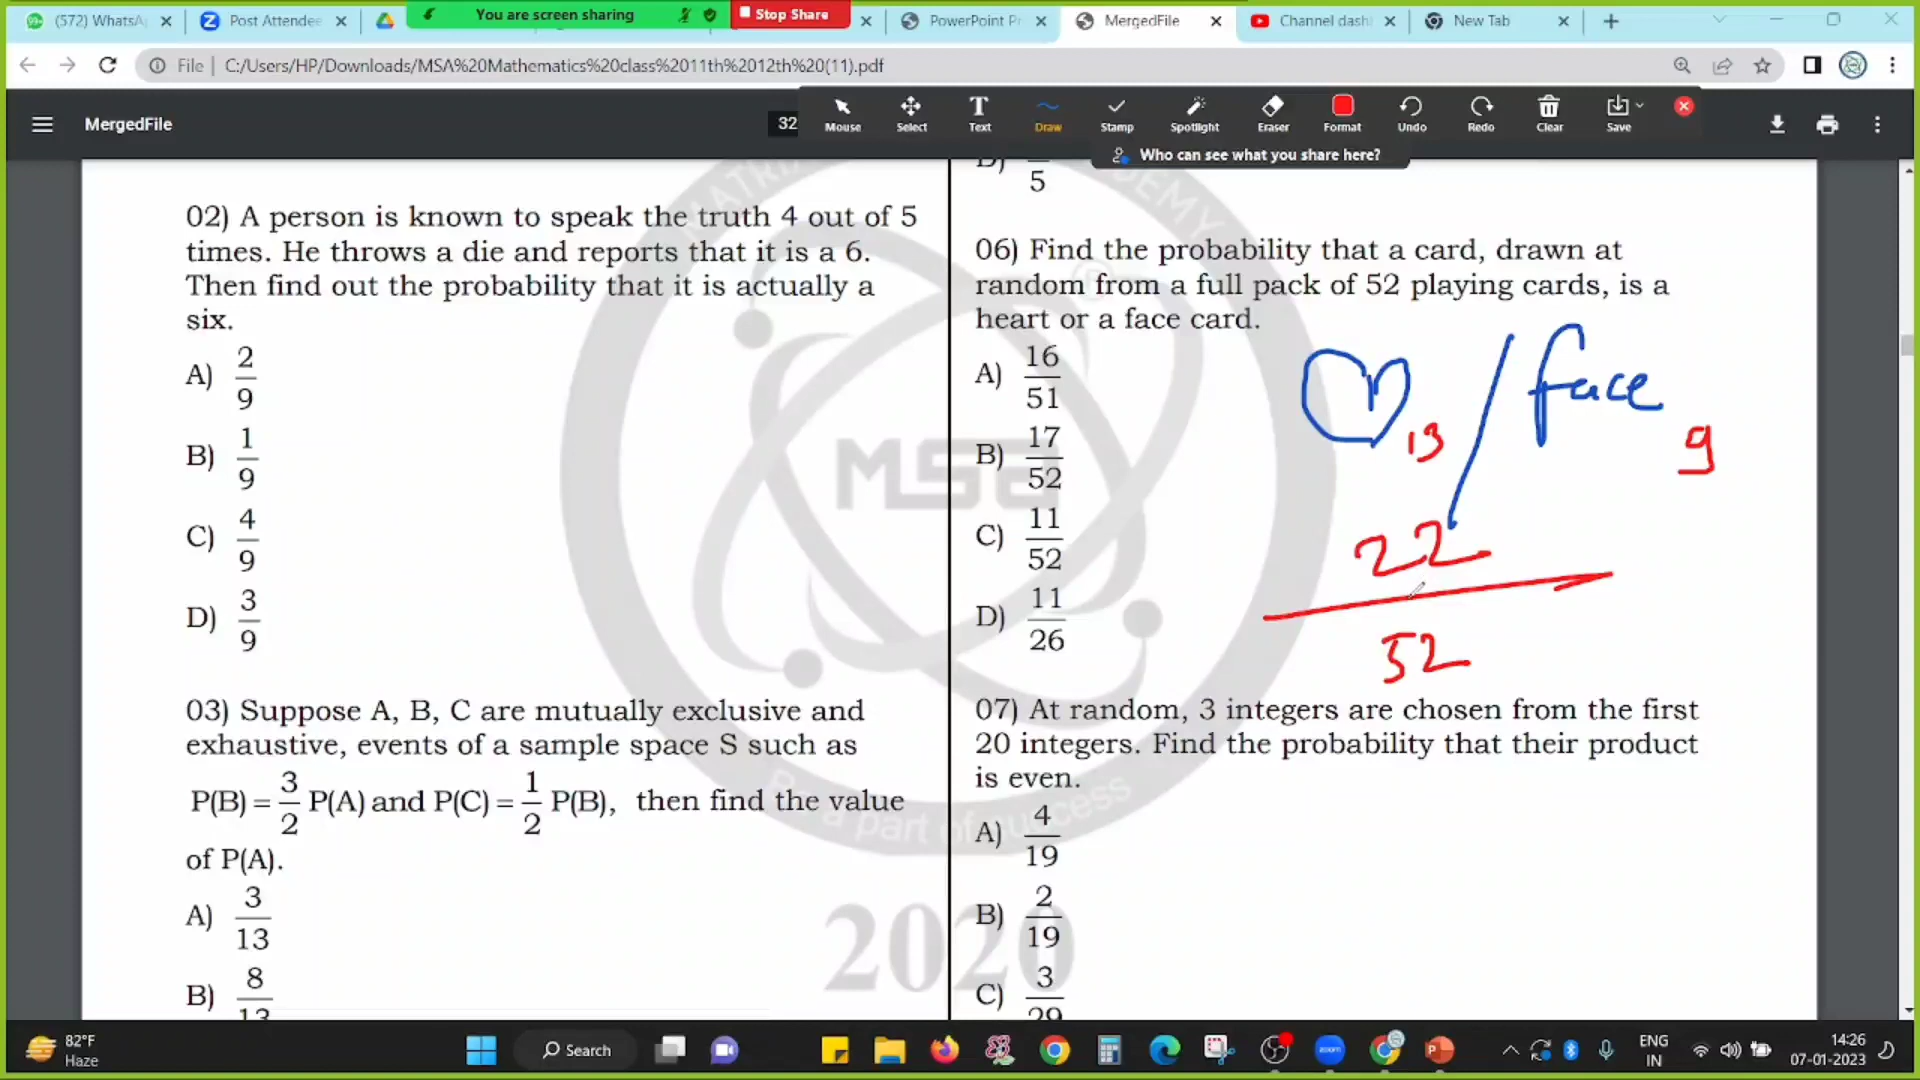 (572) WhatsA
Post Attendee
You are screen sharing
Stop Share
PowerPoint Pr
MergedFile
Channel dash
New Tab
File | C:/Users/HP/Downloads/MSA%20Mathematics%20class%2011th%2012th%20(11).pdf
MergedFile
32
Mouse
Select
Text
Draw
Stamp
Spotlight
Eraser
Format
Undo
Redo
Clear
Save
Who can see what you share here?
02) A person is known to speak the truth 4 out of 5
times. He throws a die and reports that it is a 6.
Then find out the probability that it is actually a
six.
A) 2/9
B) 1/9
C) 4/9
D) 3/9
03) Suppose A, B, C are mutually exclusive and
exhaustive, events of a sample space S such as
P(B) = 3/2 P(A) and P(C) = 1/2 P(B), then find the value
of P(A).
A) 3/13
B) 8/13
D) 5
06) Find the probability that a card, drawn at
random from a full pack of 52 playing cards, is a
heart or a face card.
A) 16/51
B) 17/52
C) 11/52
D) 11/26
13
/ face
9
22
52
07) At random, 3 integers are chosen from the first
20 integers. Find the probability that their product
is even.
A) 4/19
B) 2/19
C) 3/29
MSa
Be a part of success
2020
82°F
Haze
Search
zoom
ENG
IN
14:26
07-01-2023